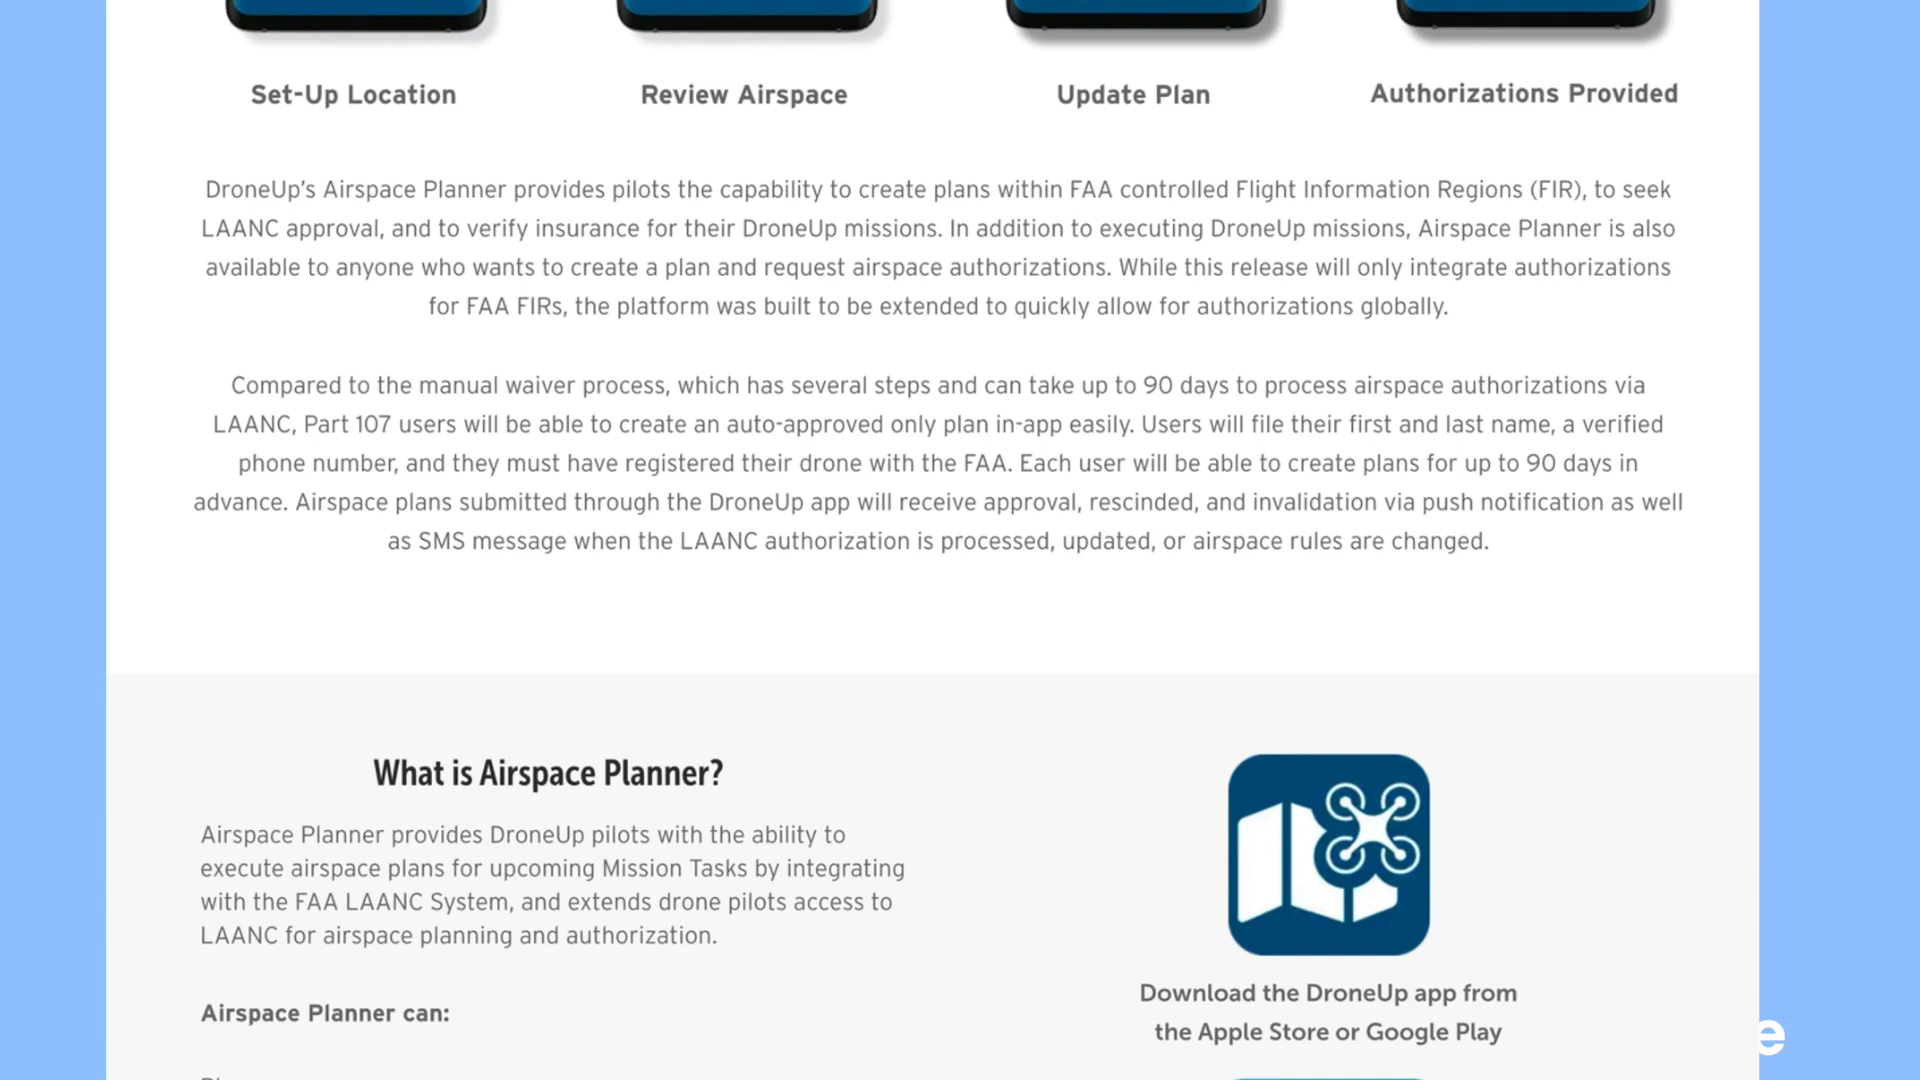 Set-Up Location
Review Airspace
Update Plan
Authorizations Provided
DroneUp’s Airspace Planner provides pilots the capability to create plans within FAA controlled Flight Information Regions (FIR), to seek
LAANC approval, and to verify insurance for their DroneUp missions. In addition to executing DroneUp missions, Airspace Planner is also
available to anyone who wants to create a plan and request airspace authorizations. While this release will only integrate authorizations
for FAA FIRs, the platform was built to be extended to quickly allow for authorizations globally.
Compared to the manual waiver process, which has several steps and can take up to 90 days to process airspace authorizations via
LAANC, Part 107 users will be able to create an auto-approved only plan in-app easily. Users will file their first and last name, a verified
phone number, and they must have registered their drone with the FAA. Each user will be able to create plans for up to 90 days in
advance. Airspace plans submitted through the DroneUp app will receive approval, rescinded, and invalidation via push notification as well
as SMS message when the LAANC authorization is processed, updated, or airspace rules are changed.
What is Airspace Planner?
Airspace Planner provides DroneUp pilots with the ability to
execute airspace plans for upcoming Mission Tasks by integrating
with the FAA LAANC System, and extends drone pilots access to
LAANC for airspace planning and authorization.
Airspace Planner can:
Download the DroneUp app from
the Apple Store or Google Play
e